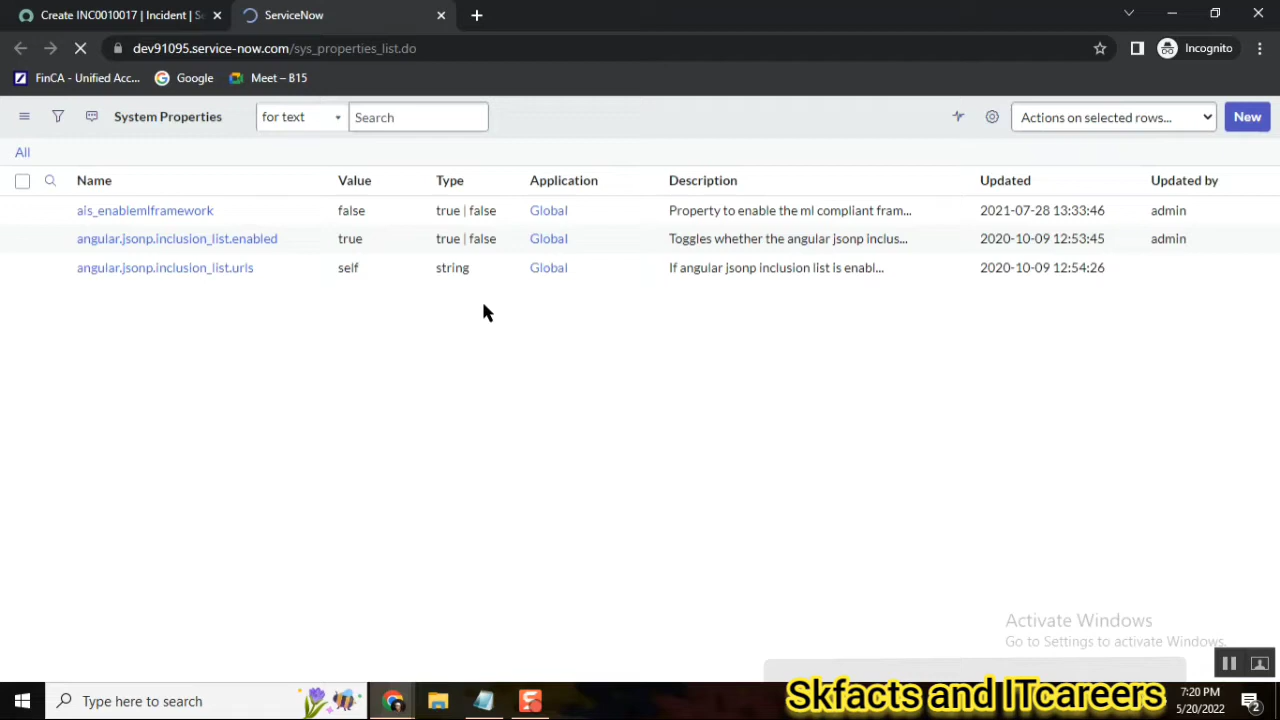 Create INC0010017 | Incident | S
ServiceNow
dev91095.service-now.com/sys_properties_list.do
Incognito
FinCA - Unified Acc...
Google
Meet – B15
System Properties
for text
Search
Actions on selected rows...
New
All
Name Value Type Application Description Updated Updated by
ais_enablemlframework false true | false Global Property to enable the ml compliant fram... 2021-07-28 13:33:46 admin
angular.jsonp.inclusion_list.enabled true true | false Global Toggles whether the angular jsonp inclus... 2020-10-09 12:53:45 admin
angular.jsonp.inclusion_list.urls self string Global If angular jsonp inclusion list is enabl... 2020-10-09 12:54:26
Activate Windows
Go to Settings to activate Windows.
Type here to search
Skfacts and ITcareers
7:20 PM
5/20/2022
2